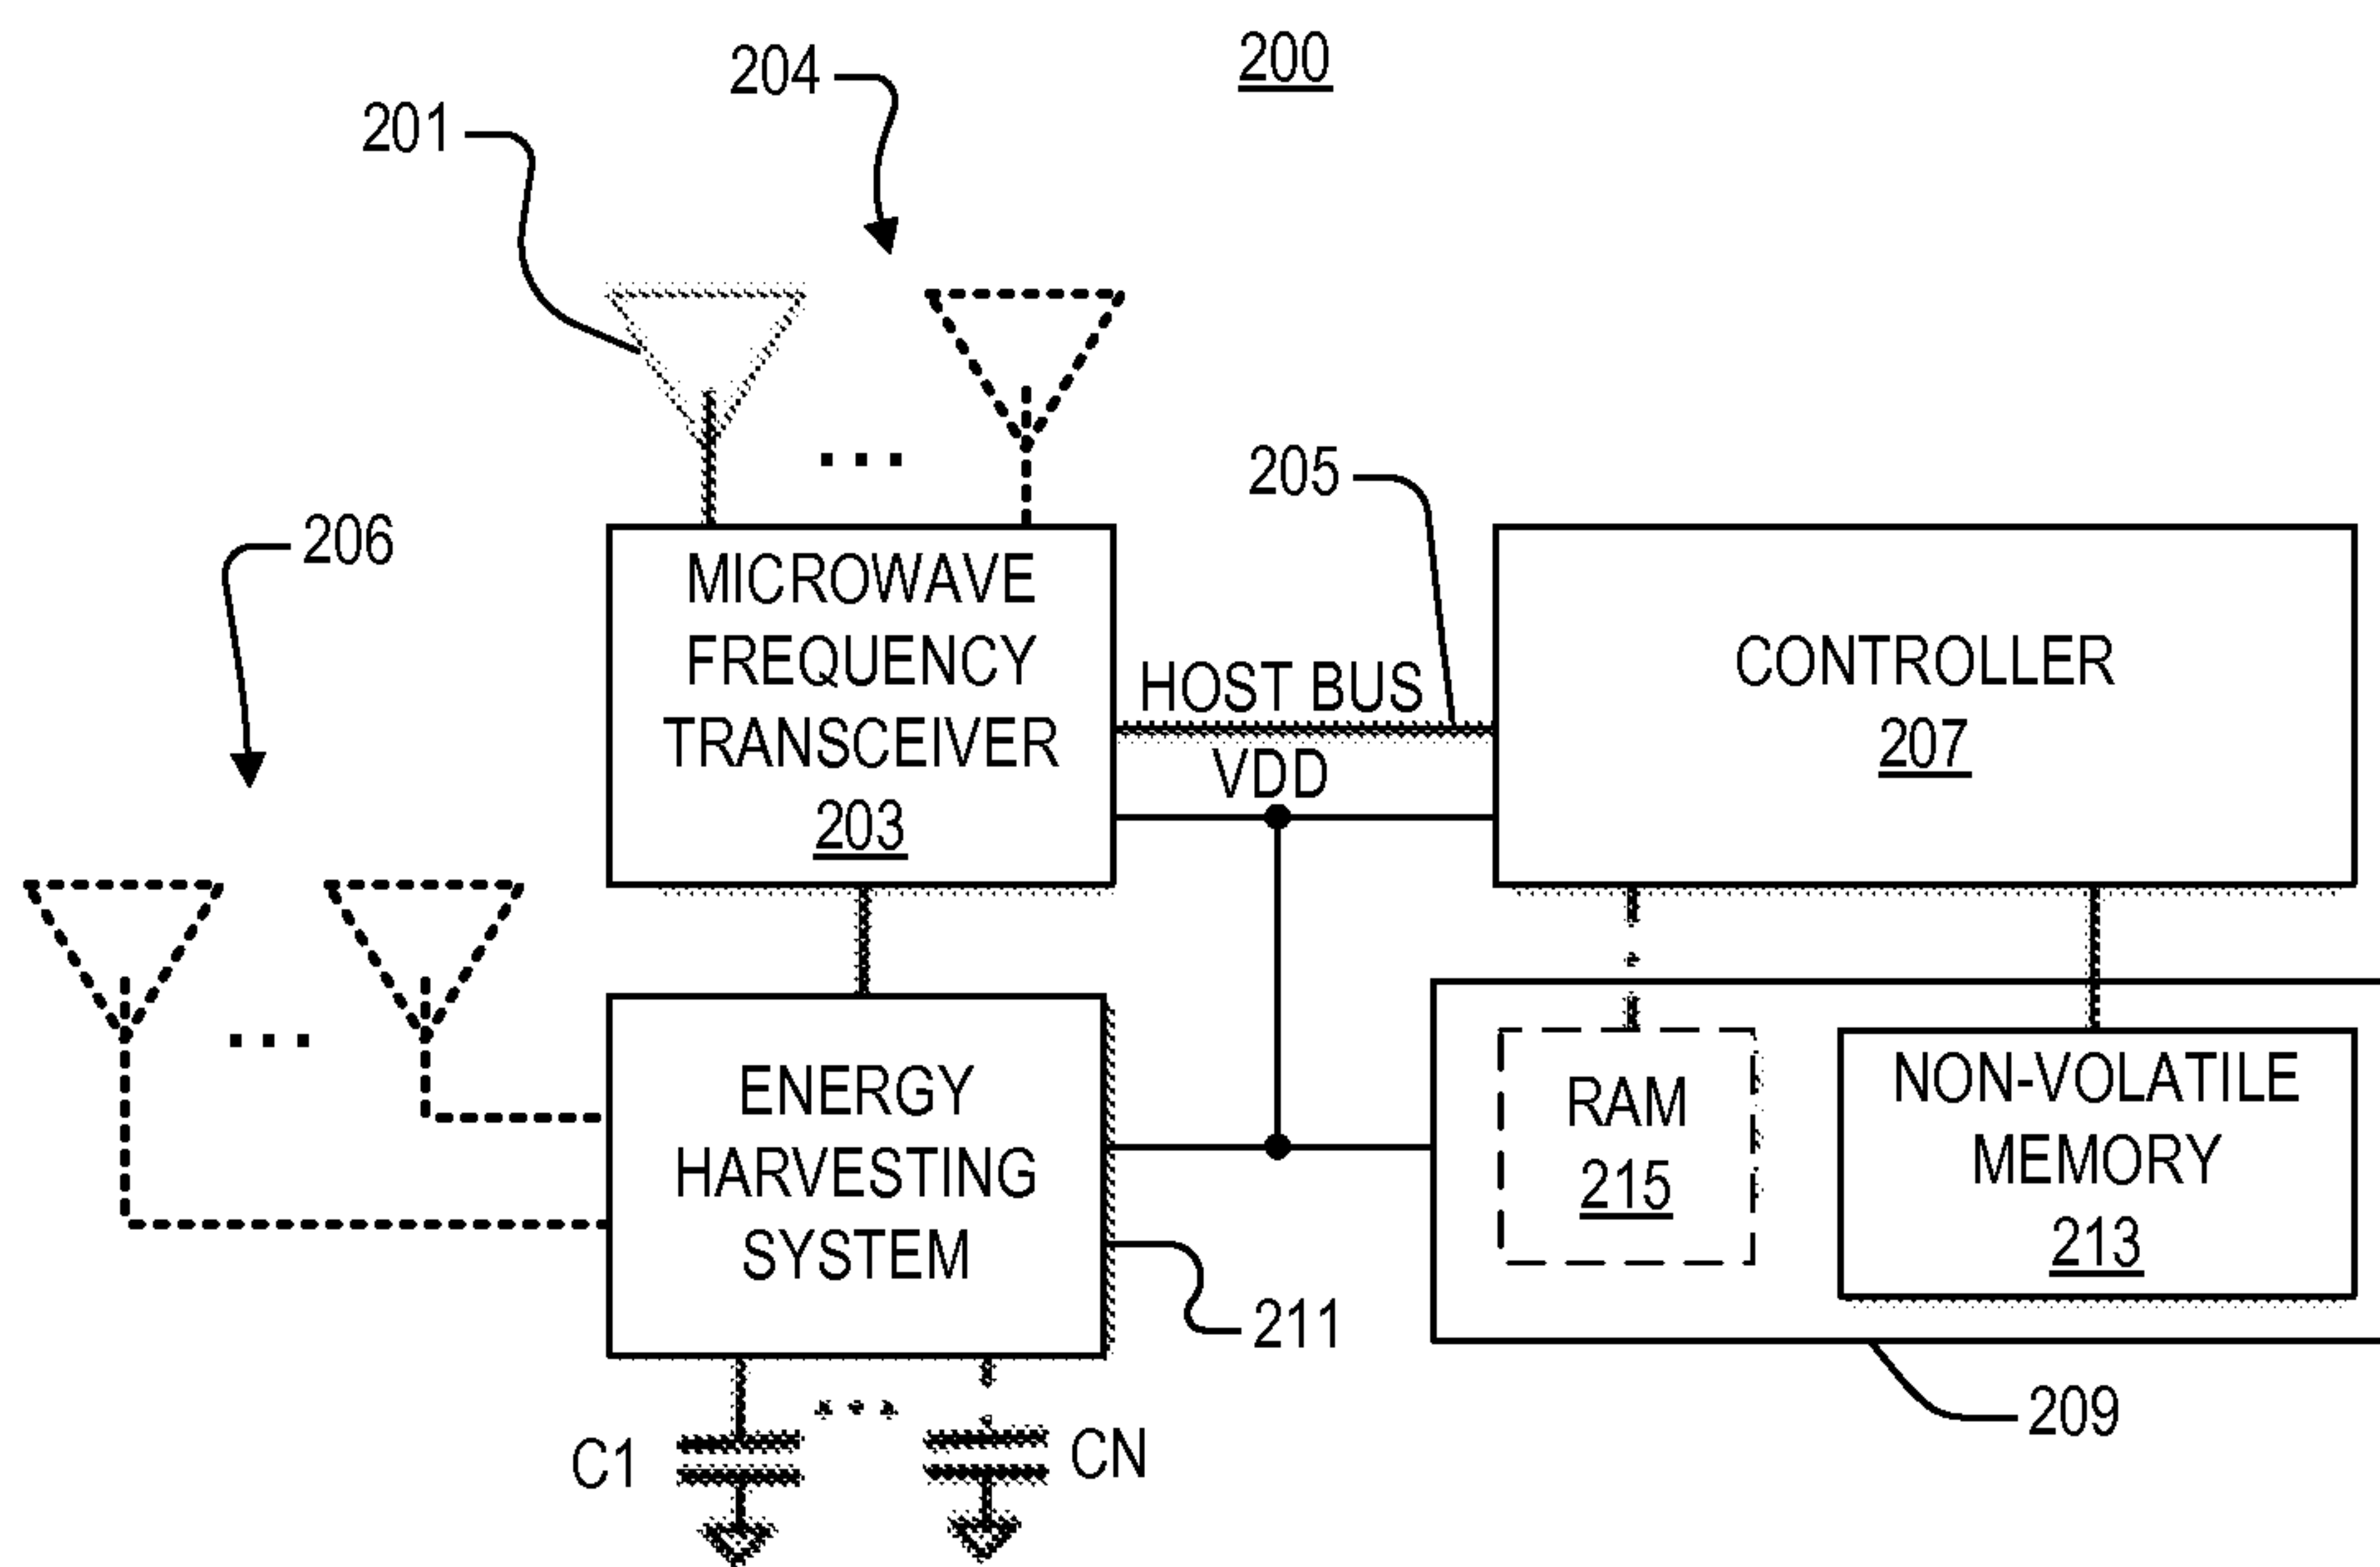 200
204
201
205
206
MICROWAVE
FREQUENCY
TRANSCEIVER
203
HOST BUS
VDD
CONTROLLER
207
ENERGY
HARVESTING
SYSTEM
211
RAM
215
NON-VOLATILE
MEMORY
213
209
C1
CN